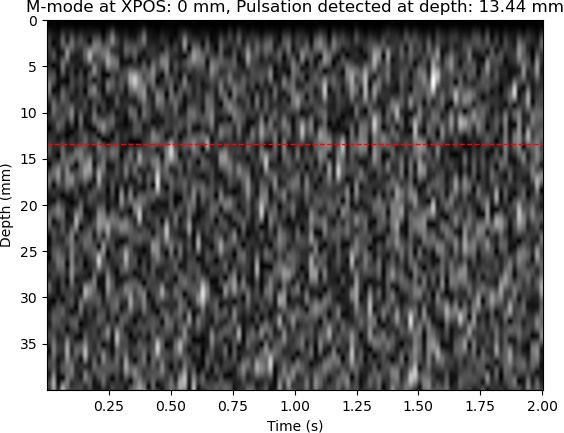 M-mode at XPOS: 0 mm, Pulsation detected at depth: 13.44 mm
0
5
10
15
20
25
30
35
Depth (mm)
0.25 0.50 0.75 1.00 1.25 1.50 1.75 2.00
Time (s)